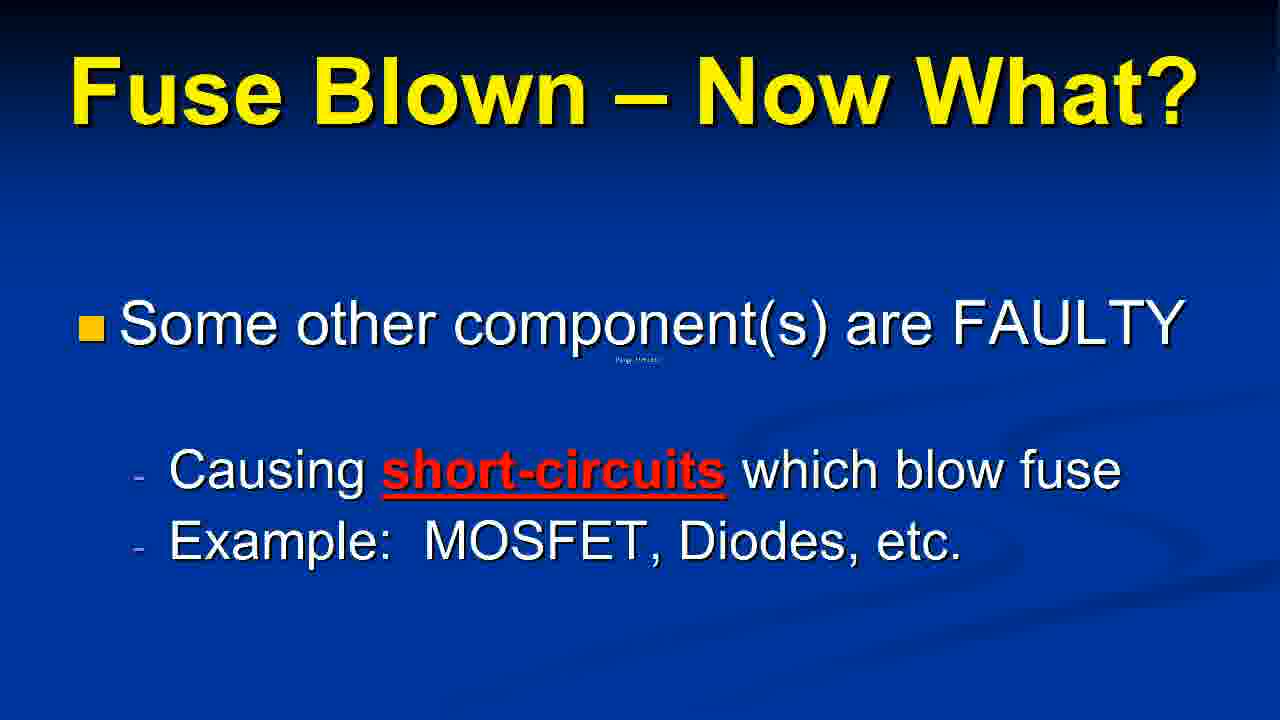 Fuse Blown – Now What?
Some other component(s) are FAULTY
- Causing short-circuits which blow fuse
- Example: MOSFET, Diodes, etc.